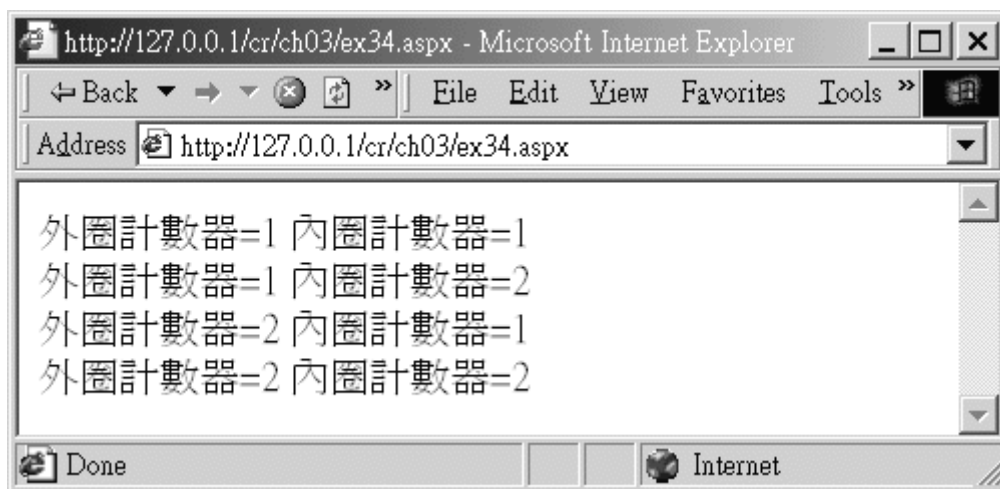 http://127.0.0.1/cr/ch03/ex34.aspx - Microsoft Internet Explorer
Back » File Edit View Favorites Tools »
Address http://127.0.0.1/cr/ch03/ex34.aspx
外圈計數器=1 內圈計數器=1
外圈計數器=1 內圈計數器=2
外圈計數器=2 內圈計數器=1
外圈計數器=2 內圈計數器=2
Done Internet